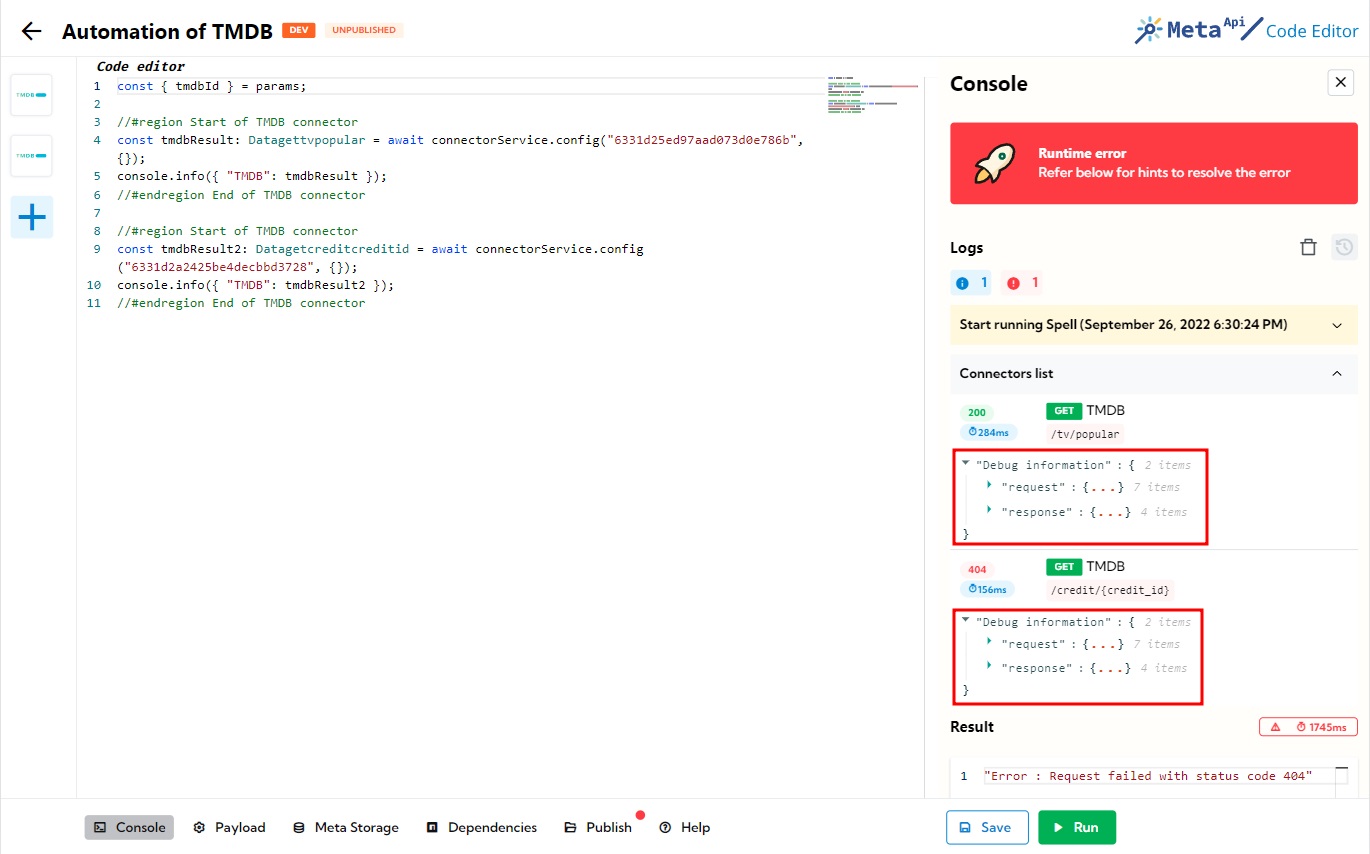 Automation of TMDB DEV UNPUBLISHED
MetaApi Code Editor
TMDB
TMDB
Code editor
1 const { tmdbId } = params;
2
3 //#region Start of TMDB connector
4 const tmdbResult: Datagettvpopular = await connectorService.config("6331d25ed97aad073d0e786b",
{});
5 console.info({ "TMDB": tmdbResult });
6 //#endregion End of TMDB connector
7
8 //#region Start of TMDB connector
9 const tmdbResult2: Datagetcreditcreditid = await connectorService.config
("6331d2a2425be4decbbd3728", {});
10 console.info({ "TMDB": tmdbResult2 });
11 //#endregion End of TMDB connector
Console
Runtime error
Refer below for hints to resolve the error
Logs
1 1
Start running Spell (September 26, 2022 6:30:24 PM)
Connectors list
200 GET TMDB
284ms /tv/popular
"Debug information" : { 2 items
"request" : {...} 7 items
"response" : {...} 4 items
}
404 GET TMDB
156ms /credit/{credit_id}
"Debug information" : { 2 items
"request" : {...} 7 items
"response" : {...} 4 items
}
Result 1745ms
1 "Error : Request failed with status code 404"
Console Payload Meta Storage Dependencies Publish Help Save Run